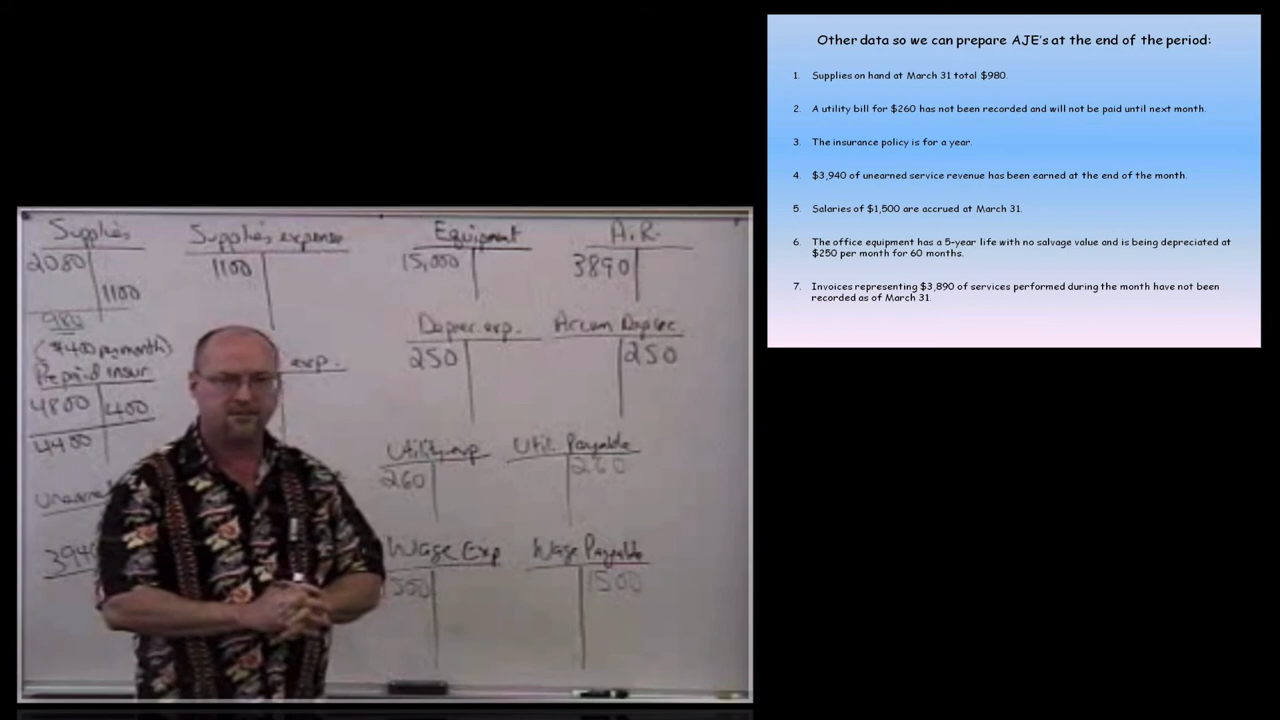 Other data so we can prepare AJE's at the end of the period:
1. Supplies on hand at March 31 total $980.
2. A utility bill for $260 has not been recorded and will not be paid until next month.
3. The insurance policy is for a year.
4. $3,940 of unearned service revenue has been earned at the end of the month.
5. Salaries of $1,500 are accrued at March 31.
6. The office equipment has a 5-year life with no salvage value and is being depreciated at
$250 per month for 60 months.
7. Invoices representing $3,890 of services performed during the month have not been
recorded as of March 31.
Supplies Supplies expense Equipment A.R.
2080 1100 15,000 3890
1100
980
($400 per month)
Prepaid Insur exp.
4800 400
4400
Deprec. exp. Accum Deprec.
250 250
Utility exp Util. Payable
260 260
3940
Wage Exp Wage Payable
500 1500